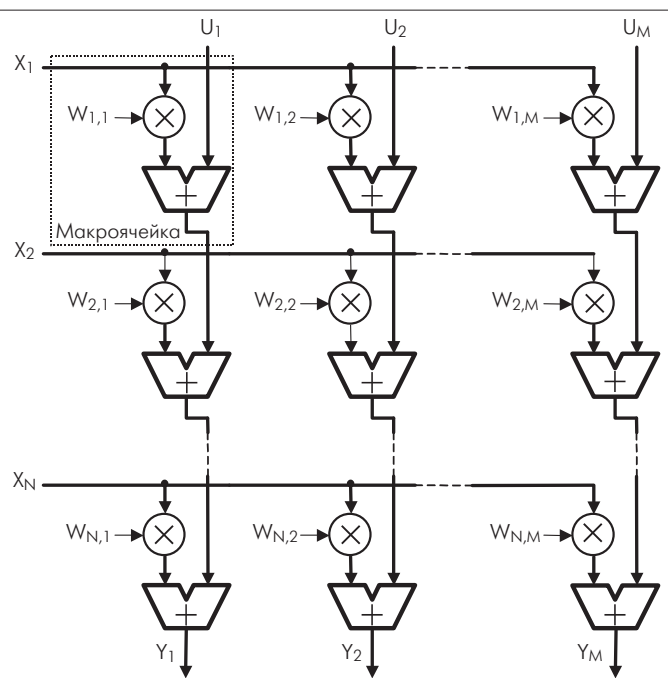 U1 U2 UM
X1
W1,1 W1,2 W1,M
Макроячейка
X2
W2,1 W2,2 W2,M
XN
WN,1 WN,2 WN,M
Y1 Y2 YM